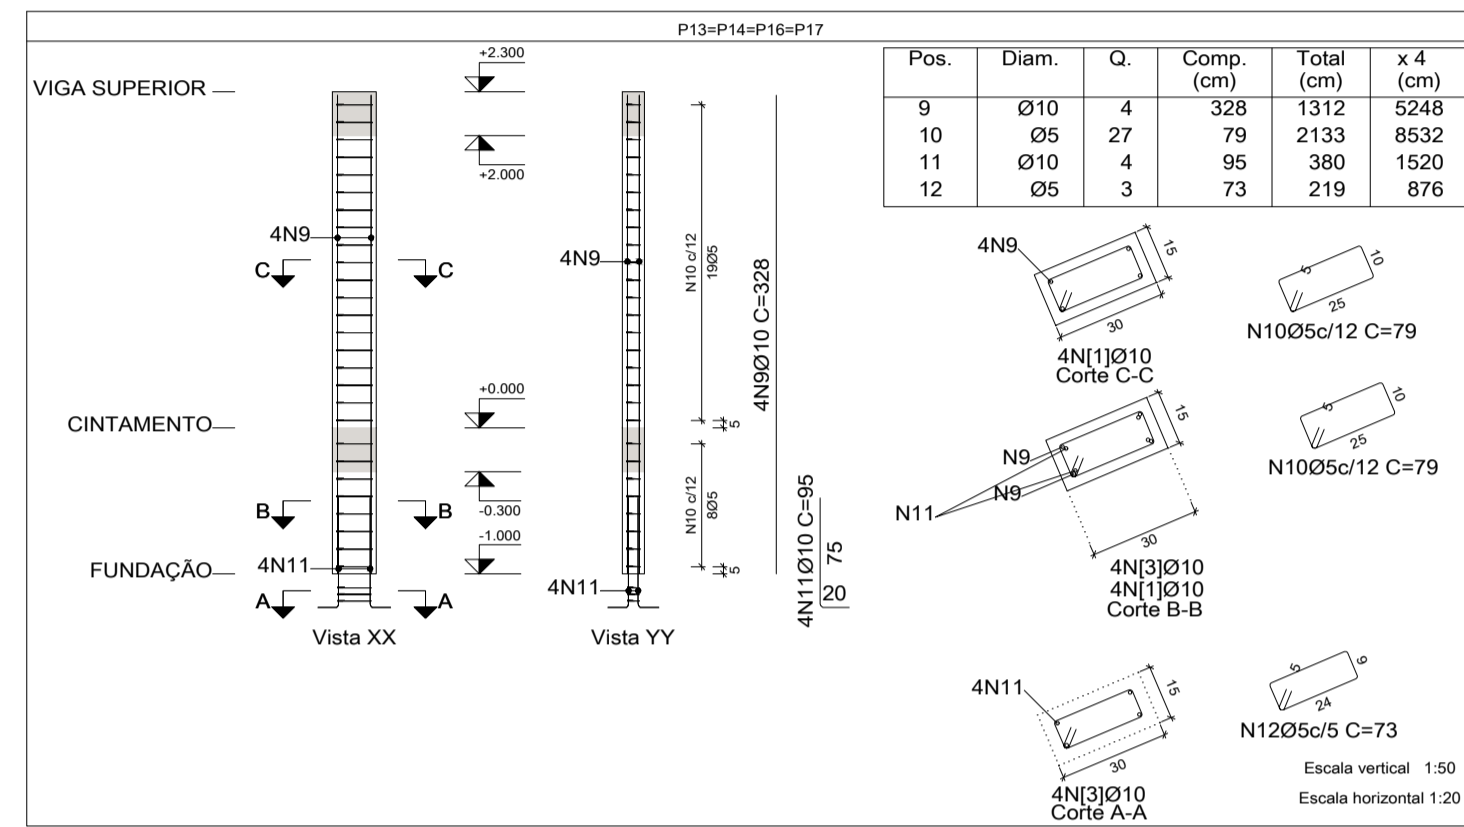 P13=P14=P16=P17
VIGA SUPERIOR
+2.300
+2.000
4N9
C C
CINTAMENTO
+0.000
-0.300
B B
-1.000
FUNDAÇÃO
4N11
A A
Vista XX
4N9
4N11
Vista YY
N10 c/12
19Ø5
5
N10 c/12
8Ø5
5
4N9Ø10 C=328
4N11Ø10 C=95
75
20
Pos. Diam. Q. Comp. (cm) Total (cm) x 4 (cm)
9 Ø10 4 328 1312 5248
10 Ø5 27 79 2133 8532
11 Ø10 4 95 380 1520
12 Ø5 3 73 219 876
4N9
15
30
4N[1]Ø10
Corte C-C
5
10
25
N10Ø5c/12 C=79
N9
N9
N11
15
30
4N[3]Ø10
4N[1]Ø10
Corte B-B
5
10
25
N10Ø5c/12 C=79
4N11
15
30
4N[3]Ø10
Corte A-A
5
9
24
N12Ø5c/5 C=73
Escala vertical 1:50
Escala horizontal 1:20